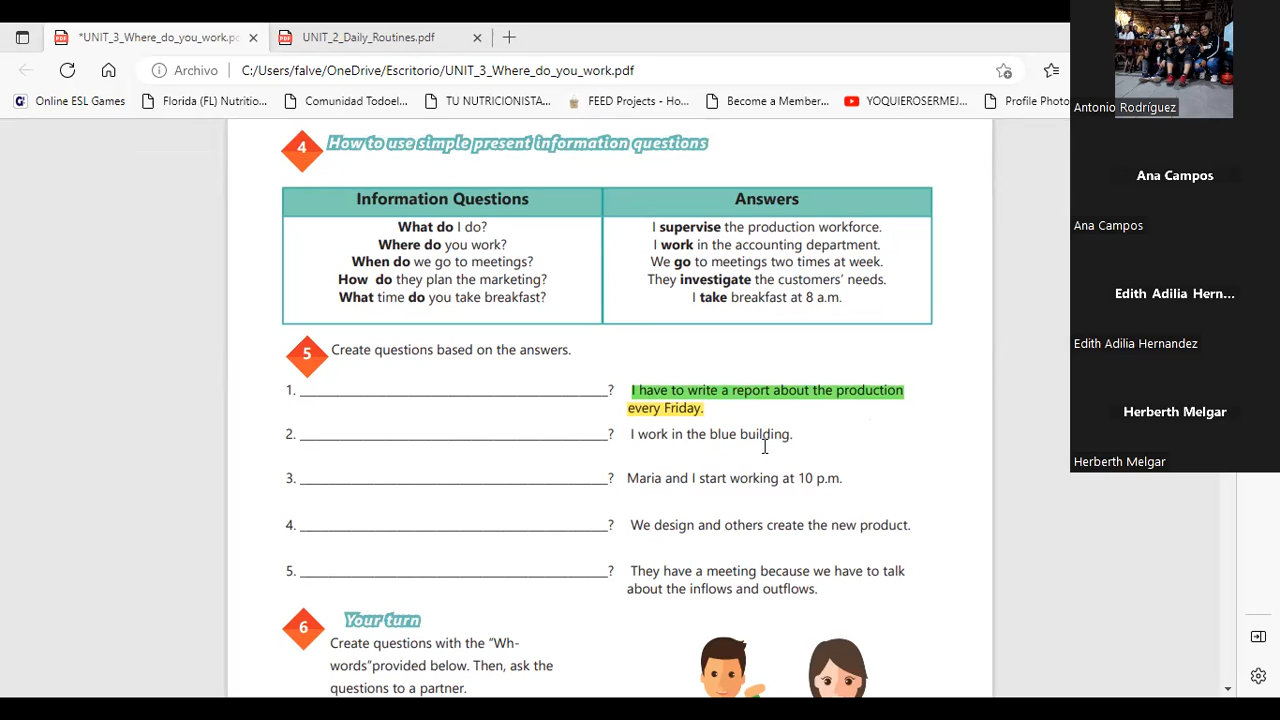 *UNIT_3_Where_do_you_work.pc
UNIT_2_Daily_Routines.pdf
Archivo
C:/Users/falve/OneDrive/Escritorio/UNIT_3_Where_do_you_work.pdf
Online ESL Games
Florida (FL) Nutritio...
Comunidad Todoel...
TU NUTRICIONISTA...
FEED Projects - Ho...
Become a Member...
YOQUIEROSERMEJ...
Profile Photo
4 How to use simple present information questions
Information Questions
What do I do?
Where do you work?
When do we go to meetings?
How do they plan the marketing?
What time do you take breakfast?
Answers
I supervise the production workforce.
I work in the accounting department.
We go to meetings two times at week.
They investigate the customers' needs.
I take breakfast at 8 a.m.
5 Create questions based on the answers.
1. ________________________________________? I have to write a report about the production
every Friday.
2. ________________________________________? I work in the blue building.
3. ________________________________________? Maria and I start working at 10 p.m.
4. ________________________________________? We design and others create the new product.
5. ________________________________________? They have a meeting because we have to talk
about the inflows and outflows.
6 Your turn
Create questions with the "Wh-
words"provided below. Then, ask the
questions to a partner.
Antonio Rodríguez
Ana Campos
Ana Campos
Edith Adilia Hern...
Edith Adilia Hernandez
Herberth Melgar
Herberth Melgar